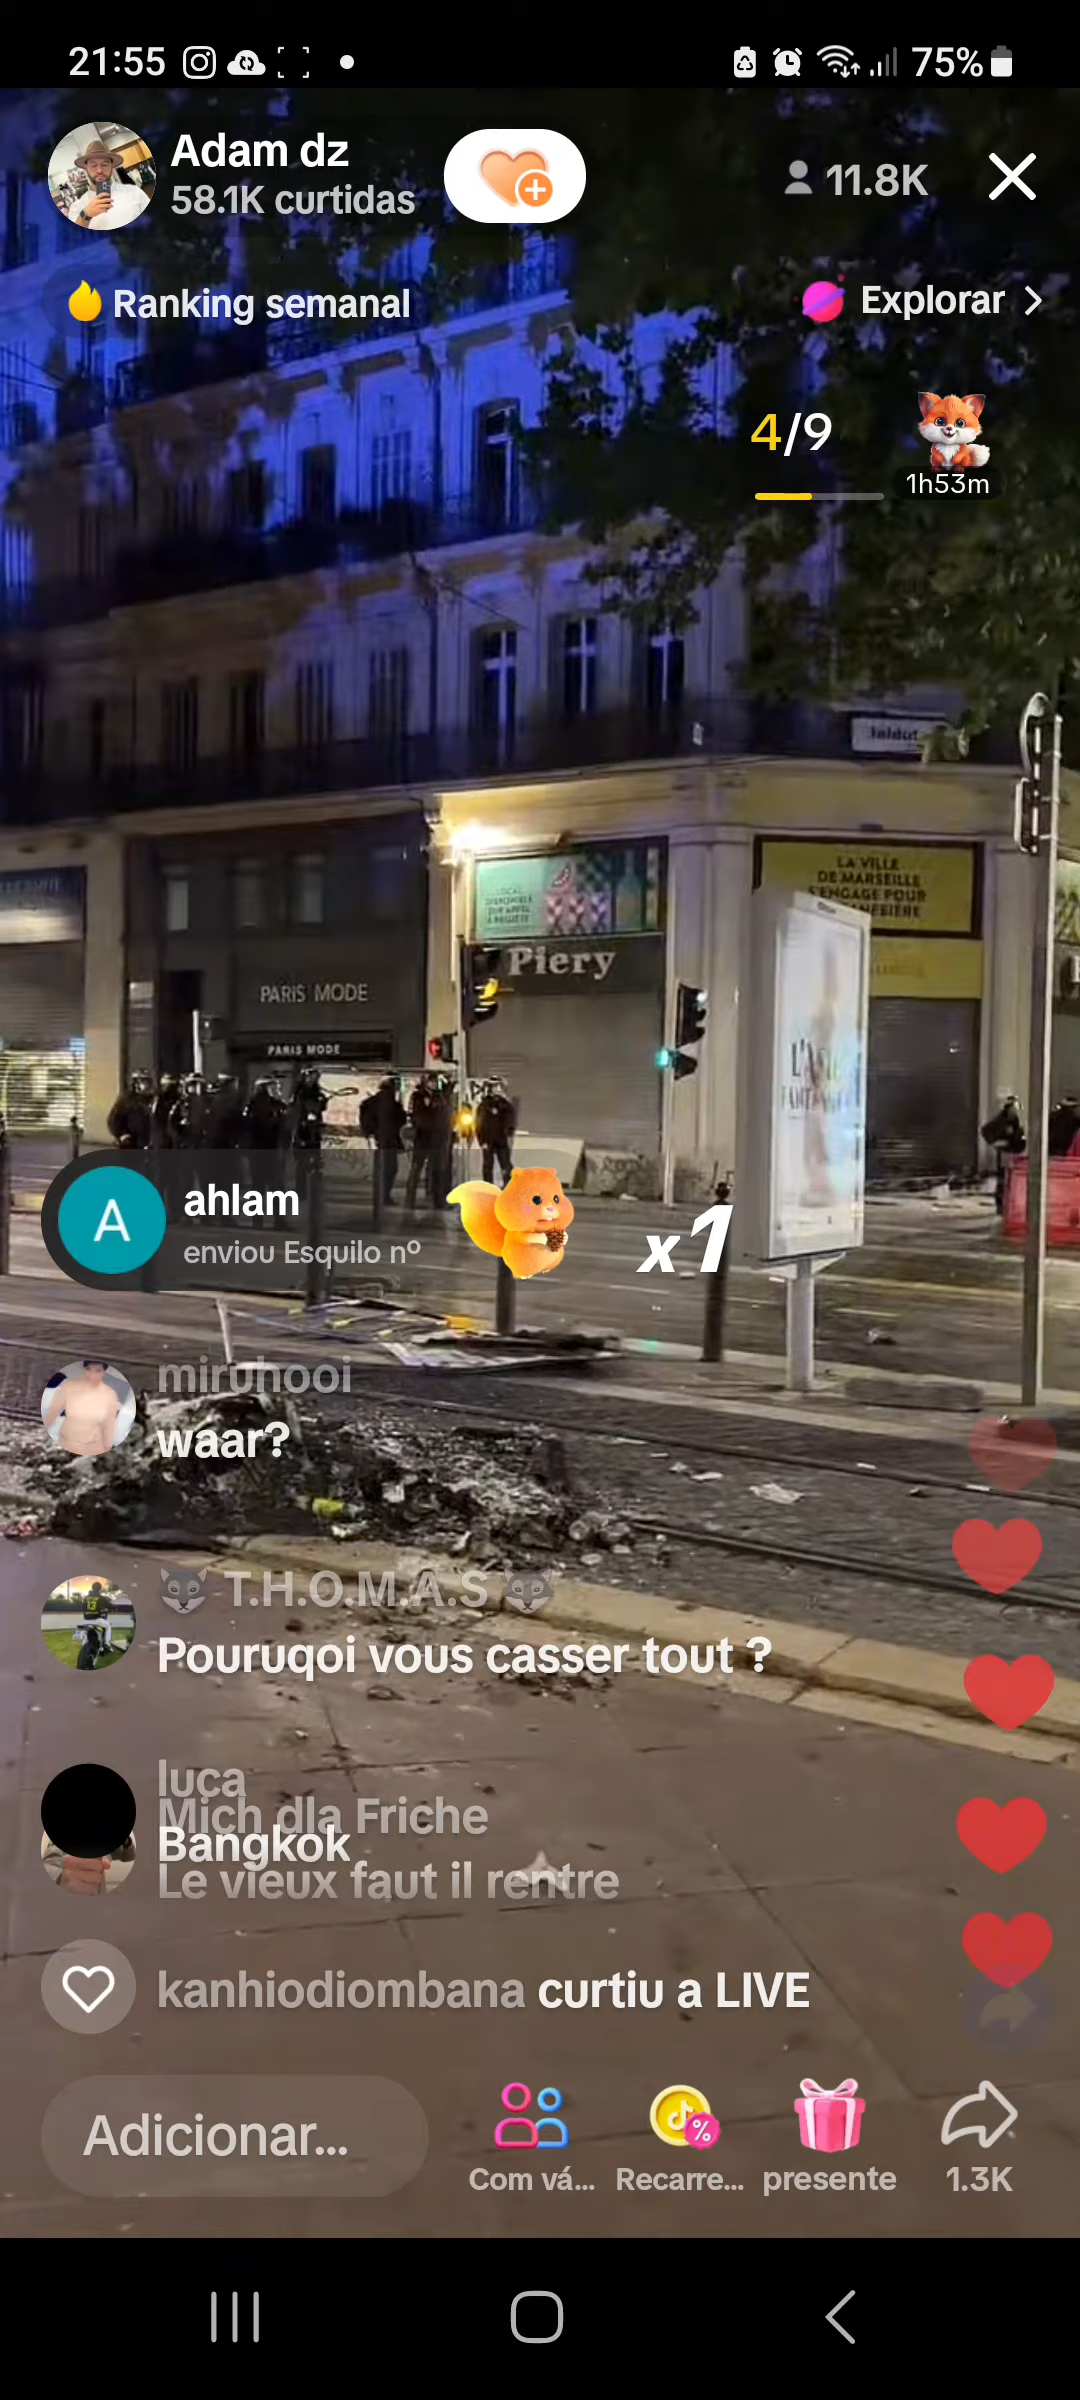 21:55
75%
Adam dz
58.1K curtidas
11.8K
Ranking semanal
Explorar
4/9
1h53m
LA VILLE
DE MARSEILLE
S'ENGAGE POUR
Piery
PARIS MODE
PARIS MODE
A
ahlam
enviou Esquilo nº
x1
miruhooi
waar?
T.H.O.M.A.S
Pouruqoi vous casser tout ?
luca
Mich dla Friche
Bangkok
Le vieux faut il rentre
kanhiodiombana curtiu a LIVE
Adicionar...
Com vá...
Recarre...
presente
1.3K